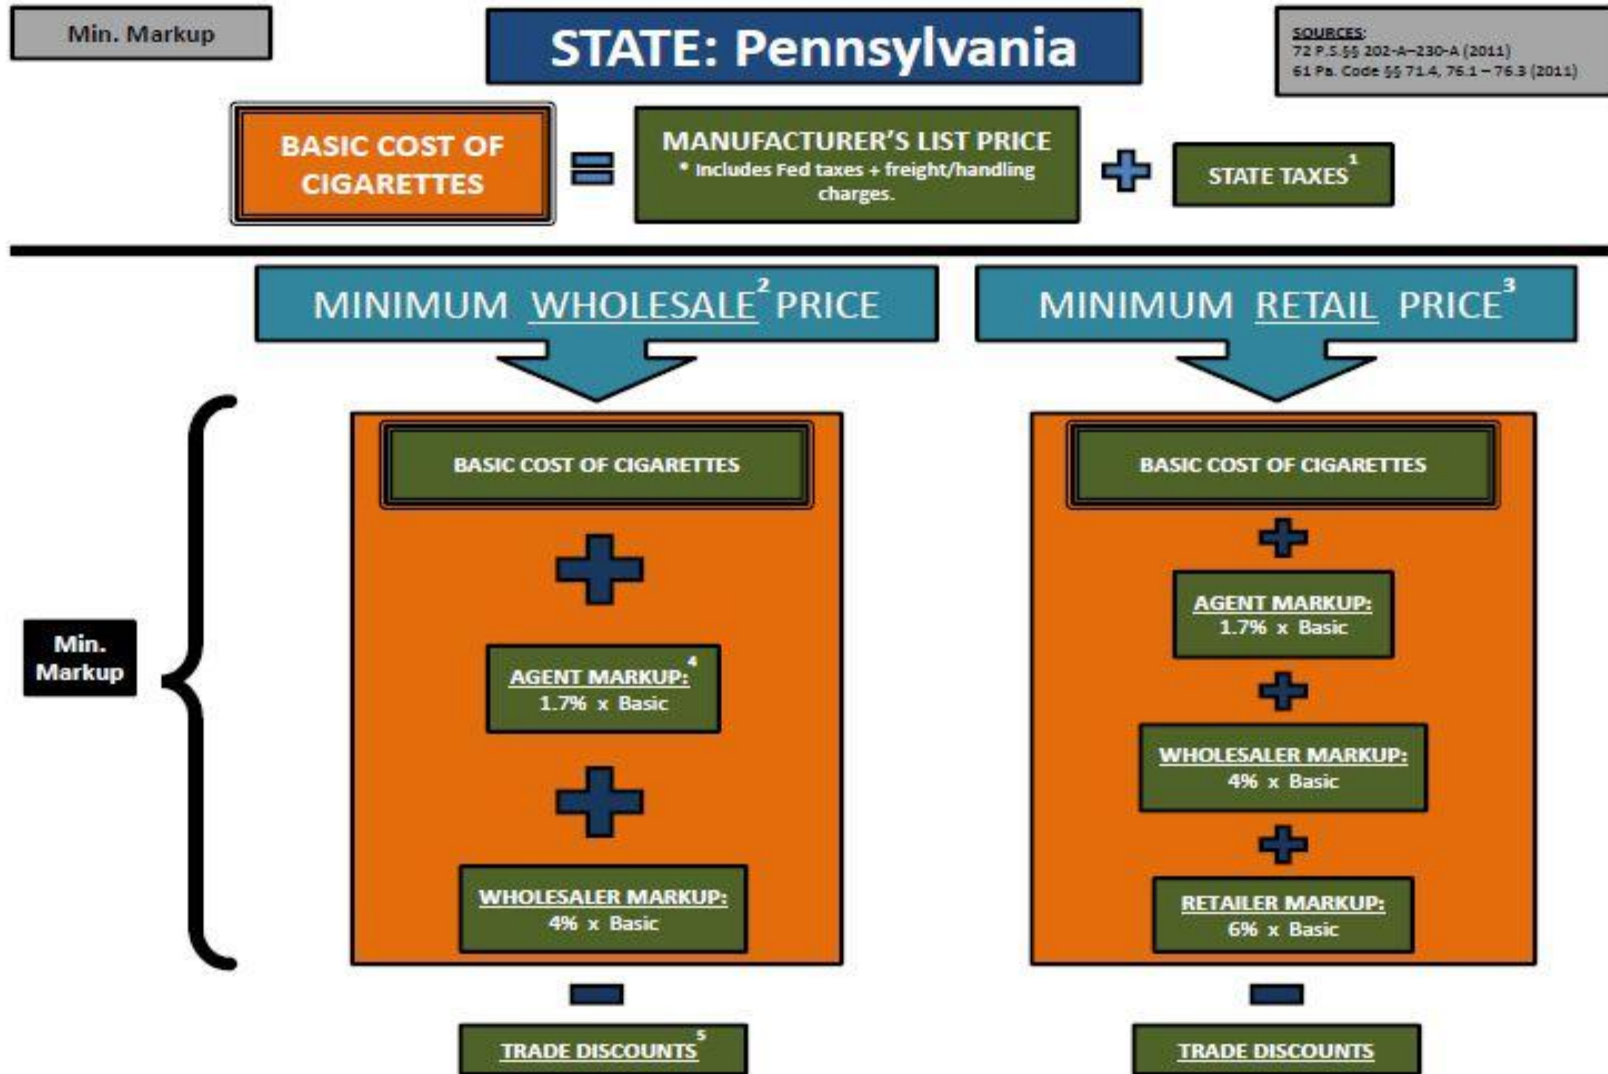 Min. Markup
STATE: Pennsylvania
SOURCES:
72 P.S.§§ 202-A–230-A (2011)
61 Pa. Code §§ 71.4, 76.1 – 76.3 (2011)
BASIC COST OF
CIGARETTES
=
MANUFACTURER’S LIST PRICE
* Includes Fed taxes + freight/handling
charges.
+
STATE TAXES¹
MINIMUM WHOLESALE² PRICE
MINIMUM RETAIL PRICE³
Min.
Markup
BASIC COST OF CIGARETTES
+
AGENT MARKUP:⁴
1.7% x Basic
+
WHOLESALER MARKUP:
4% x Basic
–
TRADE DISCOUNTS⁵
BASIC COST OF CIGARETTES
+
AGENT MARKUP:
1.7% x Basic
+
WHOLESALER MARKUP:
4% x Basic
+
RETAILER MARKUP:
6% x Basic
–
TRADE DISCOUNTS